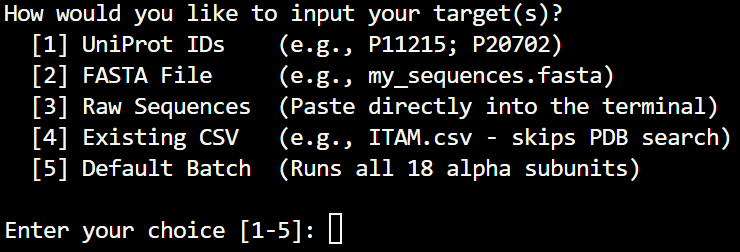 How would you like to input your target(s)?
  [1] UniProt IDs    (e.g., P11215; P20702)
  [2] FASTA File     (e.g., my_sequences.fasta)
  [3] Raw Sequences  (Paste directly into the terminal)
  [4] Existing CSV   (e.g., ITAM.csv - skips PDB search)
  [5] Default Batch  (Runs all 18 alpha subunits)
Enter your choice [1-5]: